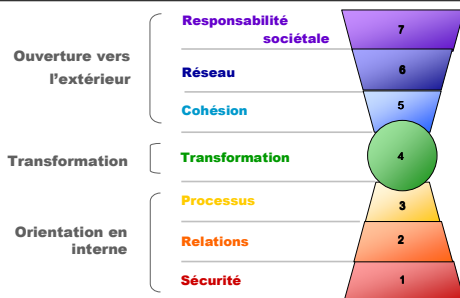 Responsabilité
sociétale
7
Ouverture vers
l'extérieur
Réseau
6
Cohésion
5
Transformation
Transformation
4
Processus
3
Orientation en
interne
Relations
2
Sécurité
1